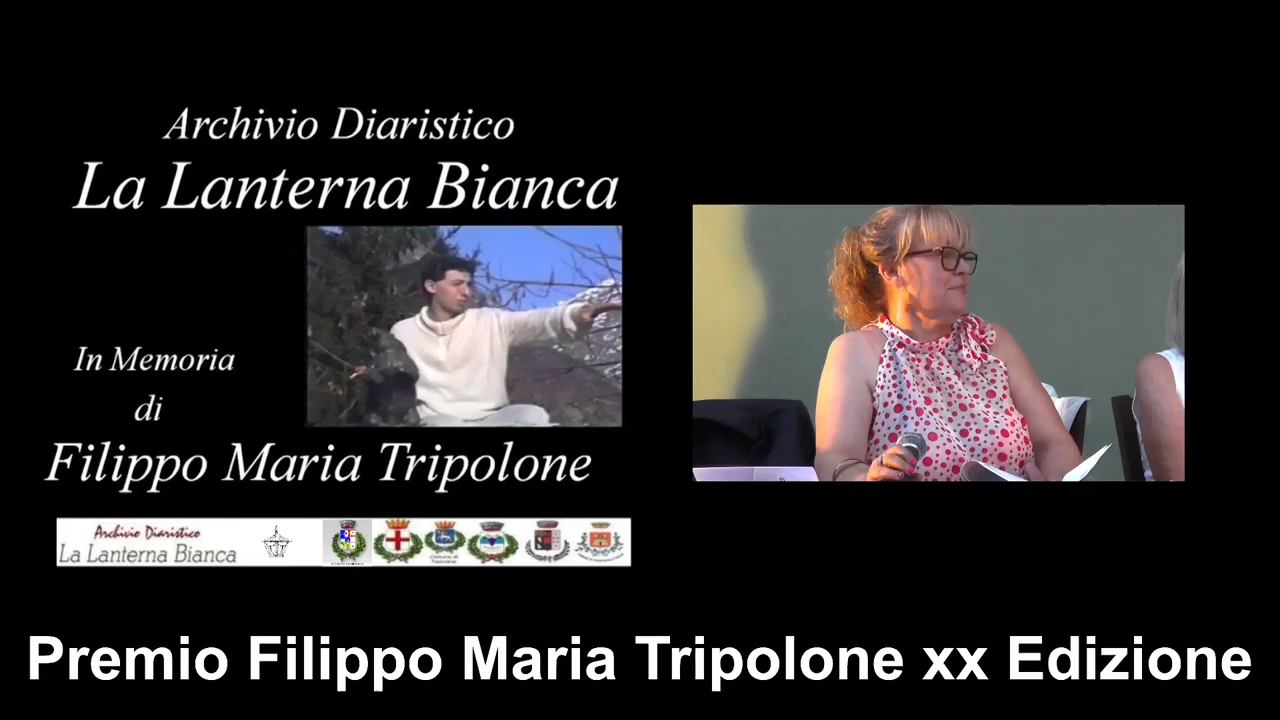 Archivio Diaristico
La Lanterna Bianca
In Memoria
di
Filippo Maria Tripolone
Archivio Diaristico
La Lanterna Bianca
Premio Filippo Maria Tripolone xx Edizione